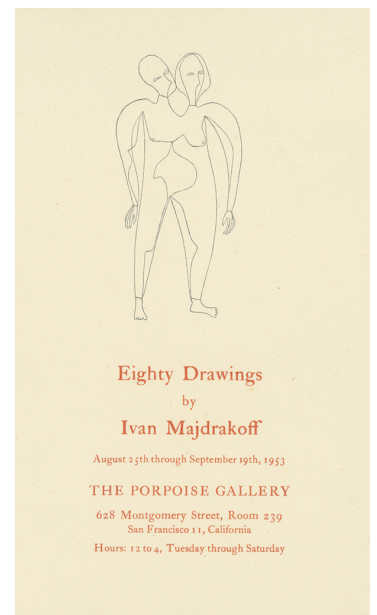 Eighty Drawings
by
Ivan Majdrakoff
August 25th through September 19th, 1953
THE PORPOISE GALLERY
628 Montgomery Street, Room 239
San Francisco 11, California
Hours: 12 to 4, Tuesday through Saturday